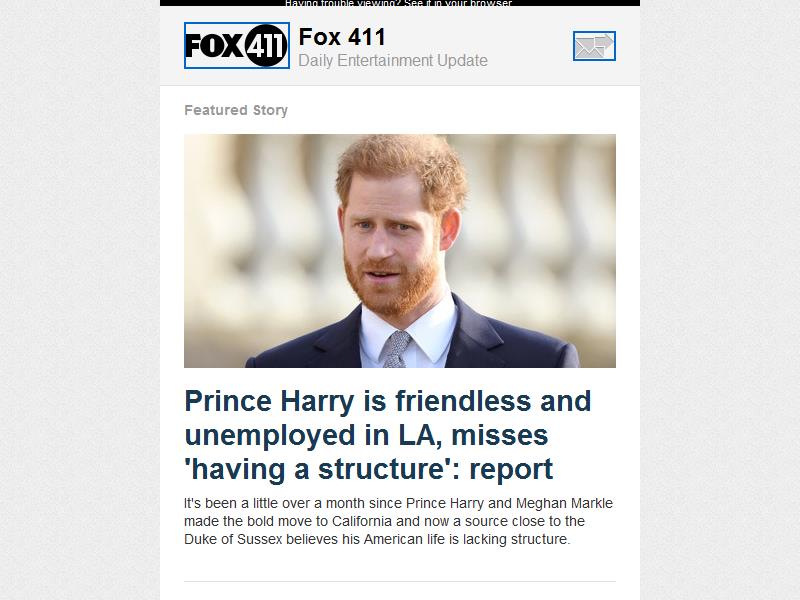 Having trouble viewing? See it in your browser
FOX 411
Fox 411
Daily Entertainment Update
Featured Story
Prince Harry is friendless and
unemployed in LA, misses
'having a structure': report
It's been a little over a month since Prince Harry and Meghan Markle
made the bold move to California and now a source close to the
Duke of Sussex believes his American life is lacking structure.